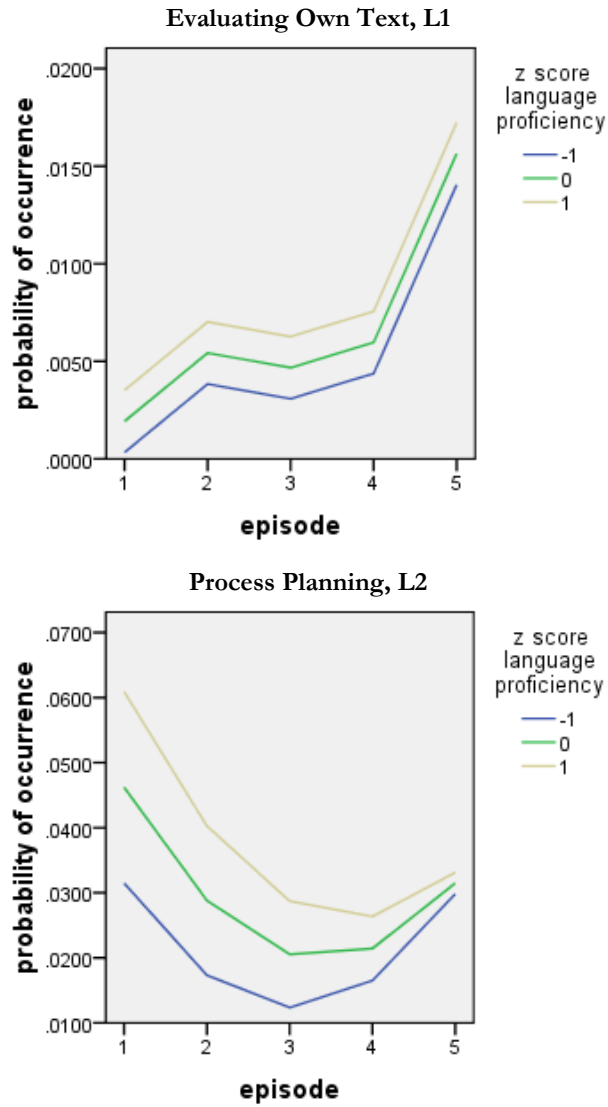 Evaluating Own Text, L1
probability of occurrence
.0200
.0150
.0100
.0050
.0000
1 2 3 4 5
episode
z score
language
proficiency
-1
0
1
Process Planning, L2
probability of occurrence
.0700
.0600
.0500
.0400
.0300
.0200
.0100
1 2 3 4 5
episode
z score
language
proficiency
-1
0
1